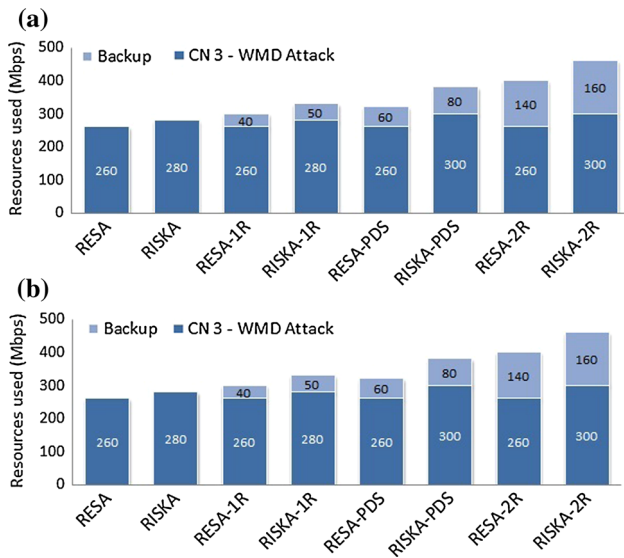 (a)
500
400
300
200
100
0
Resources used (Mbps)
Backup CN 3 - WMD Attack
40 50 60 80 140 160
260 280 260 280 260 300 260 300
RESA RISKA RESA-1R RISKA-1R RESA-PDS RISKA-PDS RESA-2R RISKA-2R
(b)
500
400
300
200
100
0
Resources used (Mbps)
Backup CN 3 - WMD Attack
40 50 60 80 140 160
260 280 260 280 260 300 260 300
RESA RISKA RESA-1R RISKA-1R RESA-PDS RISKA-PDS RESA-2R RISKA-2R